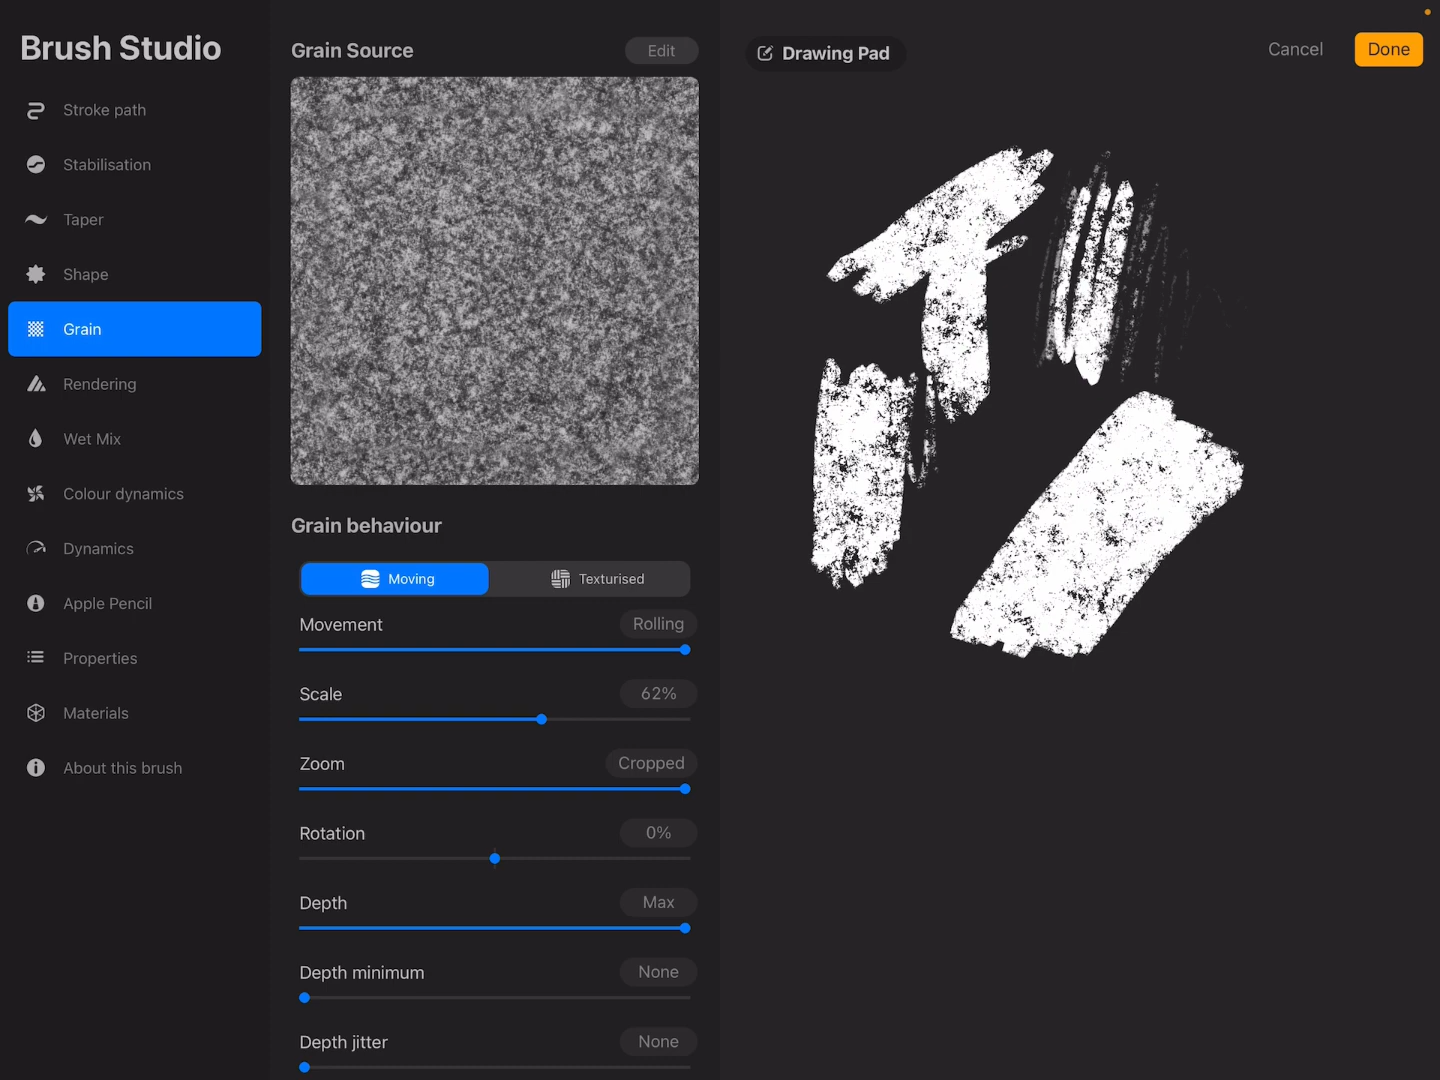 Brush Studio
Stroke path
Stabilisation
Taper
Shape
Grain
Rendering
Wet Mix
Colour dynamics
Dynamics
Apple Pencil
Properties
Materials
About this brush
Grain Source
Edit
Grain behaviour
Moving
Texturised
Movement
Rolling
Scale
62%
Zoom
Cropped
Rotation
0%
Depth
Max
Depth minimum
None
Depth jitter
None
Drawing Pad
Cancel
Done